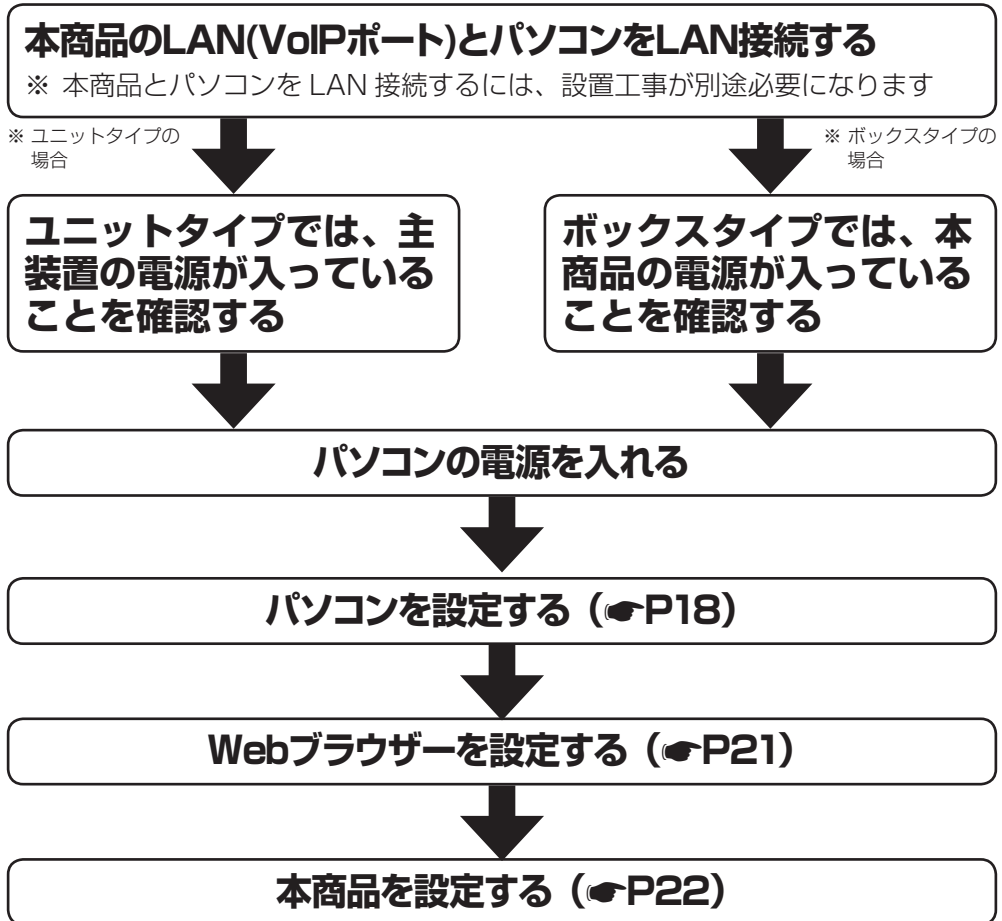 本商品のLAN(VoIPポート)とパソコンをLAN接続する
※ 本商品とパソコンを LAN 接続するには、設置工事が別途必要になります
※ ユニットタイプの
場合
※ ボックスタイプの
場合
ユニットタイプでは、主
装置の電源が入っている
ことを確認する
ボックスタイプでは、本
商品の電源が入っている
ことを確認する
パソコンの電源を入れる
パソコンを設定する（☛P18）
Webブラウザーを設定する（☛P21）
本商品を設定する（☛P22）